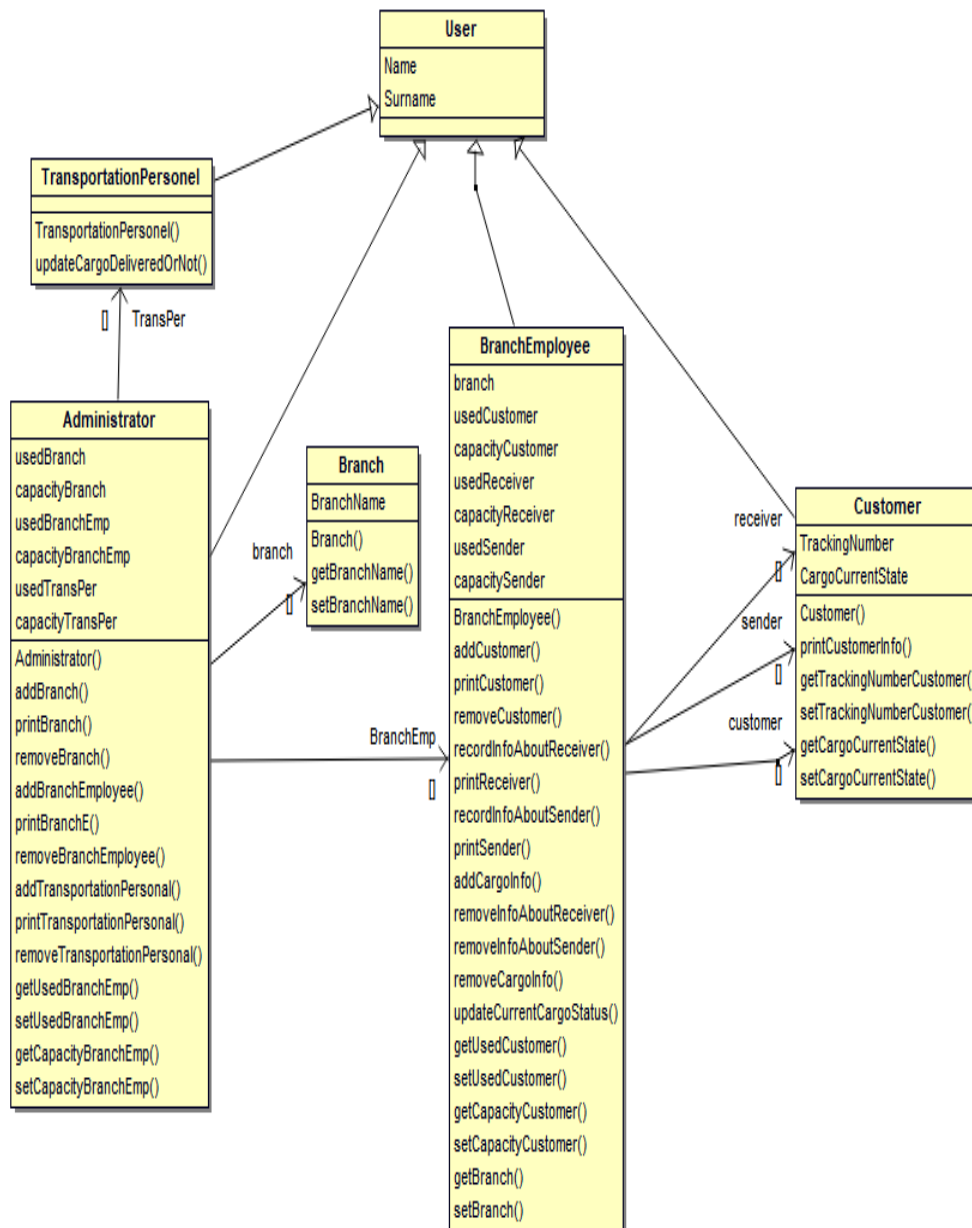 User
Name
Surname
TransportationPersonel
TransportationPersonel()
updateCargoDeliveredOrNot()
[] TransPer
Administrator
usedBranch
capacityBranch
usedBranchEmp
capacityBranchEmp
usedTransPer
capacityTransPer
Administrator()
addBranch()
printBranch()
removeBranch()
addBranchEmployee()
printBranchE()
removeBranchEmployee()
addTransportationPersonal()
printTransportationPersonal()
removeTransportationPersonal()
getUsedBranchEmp()
setUsedBranchEmp()
getCapacityBranchEmp()
setCapacityBranchEmp()
branch
[]
Branch
BranchName
Branch()
getBranchName()
setBranchName()
BranchEmp
[]
BranchEmployee
branch
usedCustomer
capacityCustomer
usedReceiver
capacityReceiver
usedSender
capacitySender
BranchEmployee()
addCustomer()
printCustomer()
removeCustomer()
recordInfoAboutReceiver()
printReceiver()
recordInfoAboutSender()
printSender()
addCargoInfo()
removeInfoAboutReceiver()
removeInfoAboutSender()
removeCargoInfo()
updateCurrentCargoStatus()
getUsedCustomer()
setUsedCustomer()
getCapacityCustomer()
setCapacityCustomer()
getBranch()
setBranch()
receiver
[]
sender
[]
customer
[]
Customer
TrackingNumber
CargoCurrentState
Customer()
printCustomerInfo()
getTrackingNumberCustomer(
setTrackingNumberCustomer(
getCargoCurrentState()
setCargoCurrentState()